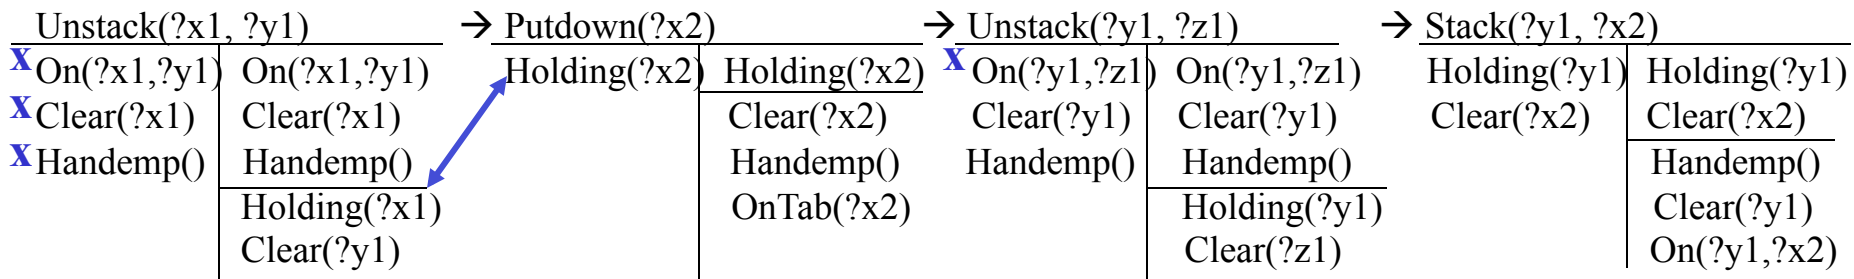 Unstack(?x1, ?y1) → Putdown(?x2) → Unstack(?y1, ?z1) → Stack(?y1, ?x2)
x On(?x1,?y1) On(?x1,?y1) Holding(?x2) Holding(?x2) x On(?y1,?z1) On(?y1,?z1) Holding(?y1) Holding(?y1)
x Clear(?x1) Clear(?x1) Clear(?x2) Clear(?y1) Clear(?y1) Clear(?x2) Clear(?x2)
x Handemp() Handemp() Handemp() Handemp() Handemp() Handemp()
Holding(?x1) OnTab(?x2) Holding(?y1) Clear(?y1)
Clear(?y1) Clear(?z1) On(?y1,?x2)